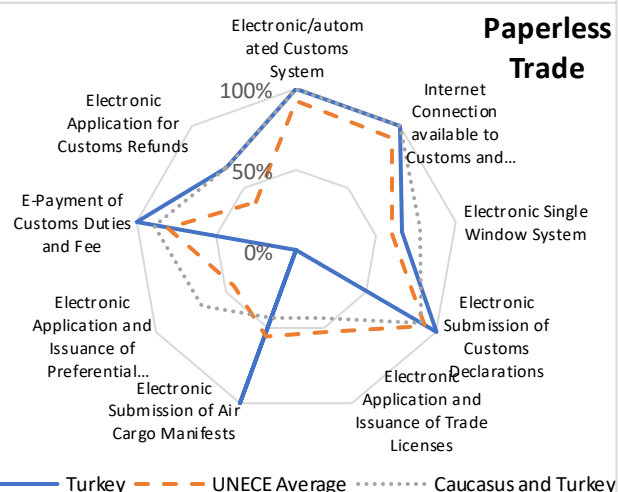 Paperless
Trade
Electronic/autom
ated Customs
System
Internet
Connection
available to
Customs and...
Electronic Single
Window System
Electronic
Submission of
Customs
Declarations
Electronic
Application and
Issuance of Trade
Licenses
Electronic
Submission of Air
Cargo Manifests
Electronic
Application and
Issuance of
Preferential...
E-Payment of
Customs Duties
and Fee
Electronic
Application for
Customs Refunds
100%
50%
0%
Turkey
UNECE Average
Caucasus and Turkey